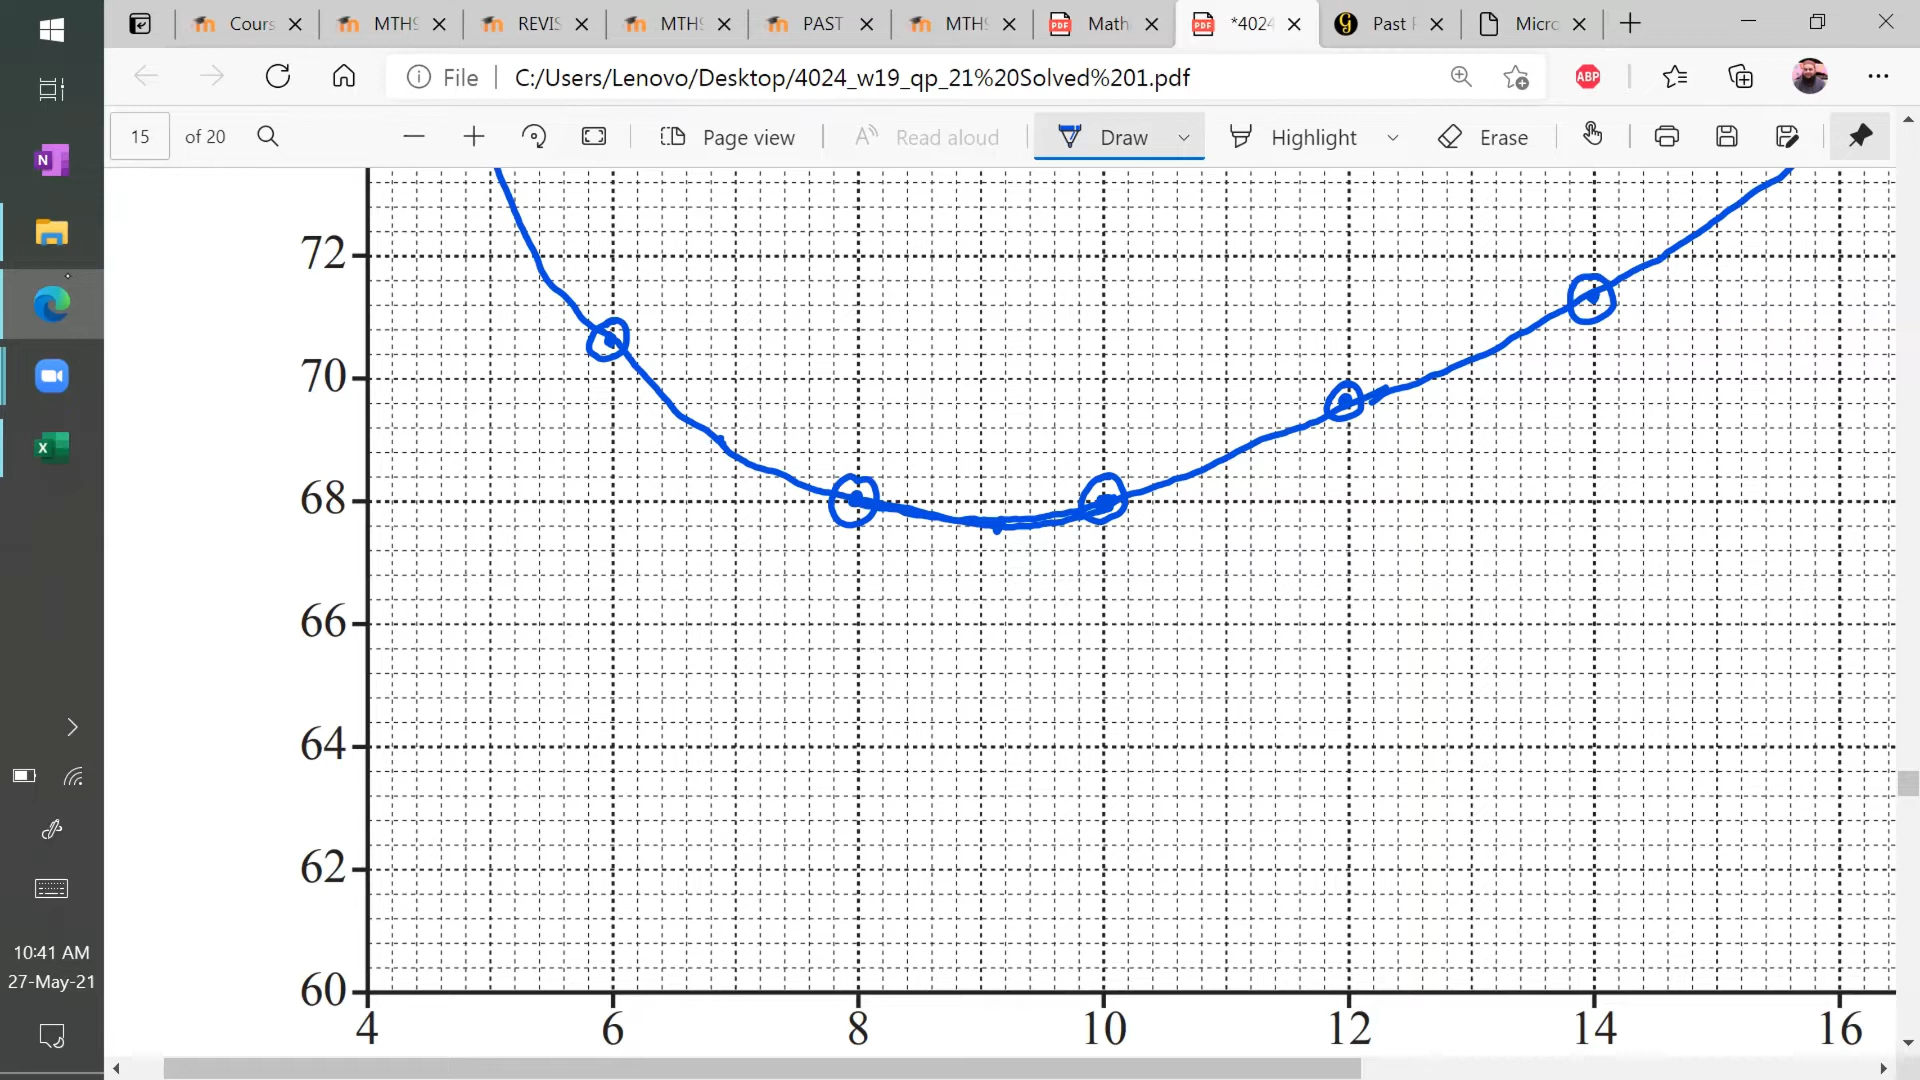 Cours
MTHS
REVIS
MTHS
PAST
MTHS
Math
*4024
Past
Micro
File
C:/Users/Lenovo/Desktop/4024_w19_qp_21%20Solved%201.pdf
ABP
15 of 20
Page view
Read aloud
Draw
Highlight
Erase
N
X
72
70
68
66
64
62
60
4 6 8 10 12 14 16
10:41 AM
27-May-21